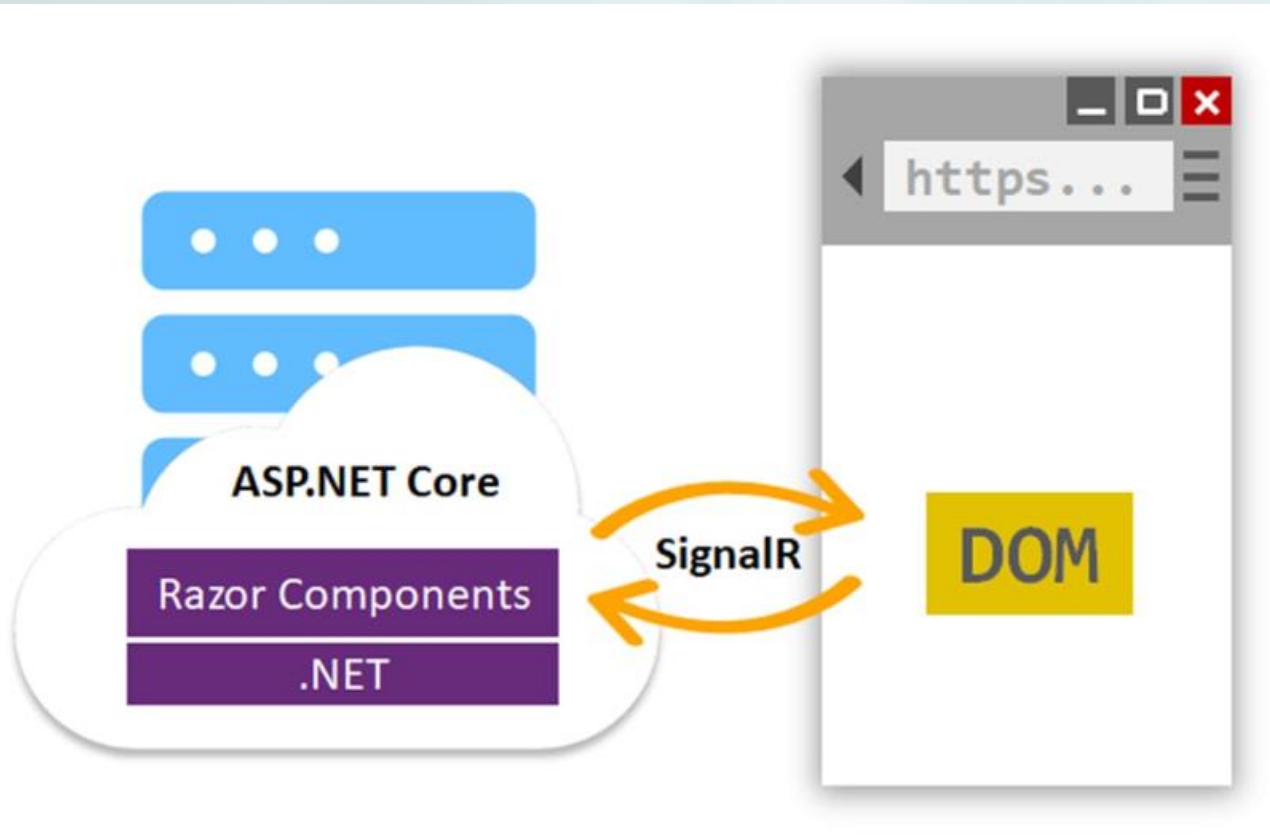 https...
ASP.NET Core
Razor Components
.NET
SignalR
DOM